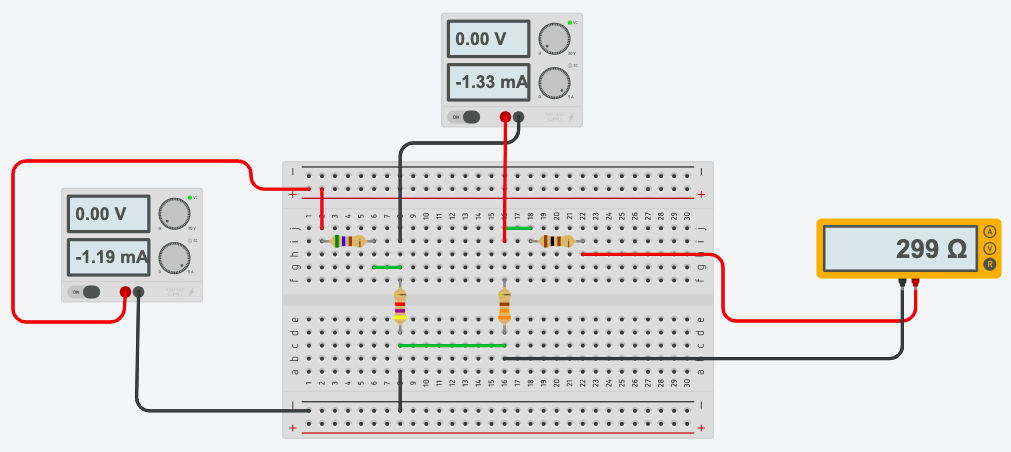 0.00 V
-1.33 mA
ON
0.00 V
-1.19 mA
ON
299 Ω
A
V
R
1 2 3 4 5 6 7 8 9 10 11 12 13 14 15 16 17 18 19 20 21 22 23 24 25 26 27 28 29 30
j j
i i
h h
g g
f f
e e
d d
c c
b b
a a
1 2 3 4 5 6 7 8 9 10 11 12 13 14 15 16 17 18 19 20 21 22 23 24 25 26 27 28 29 30